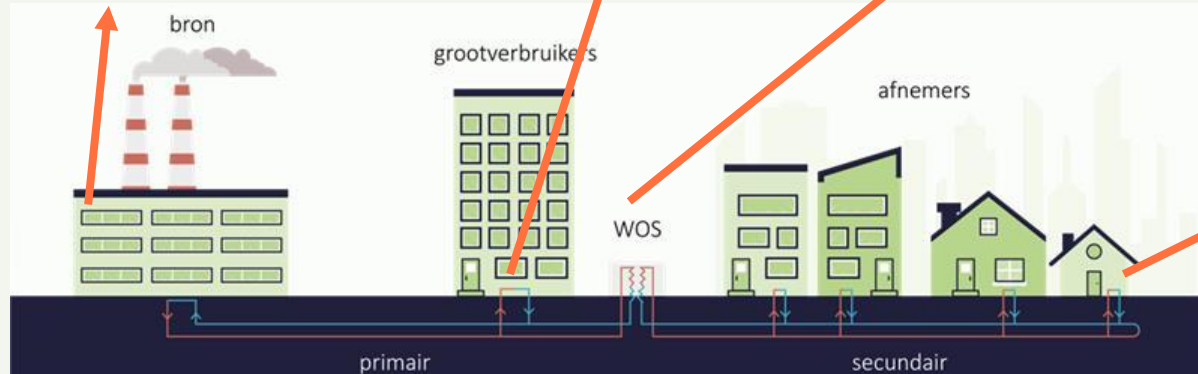 bron
grootverbruikers
afnemers
WOS
primair
secundair